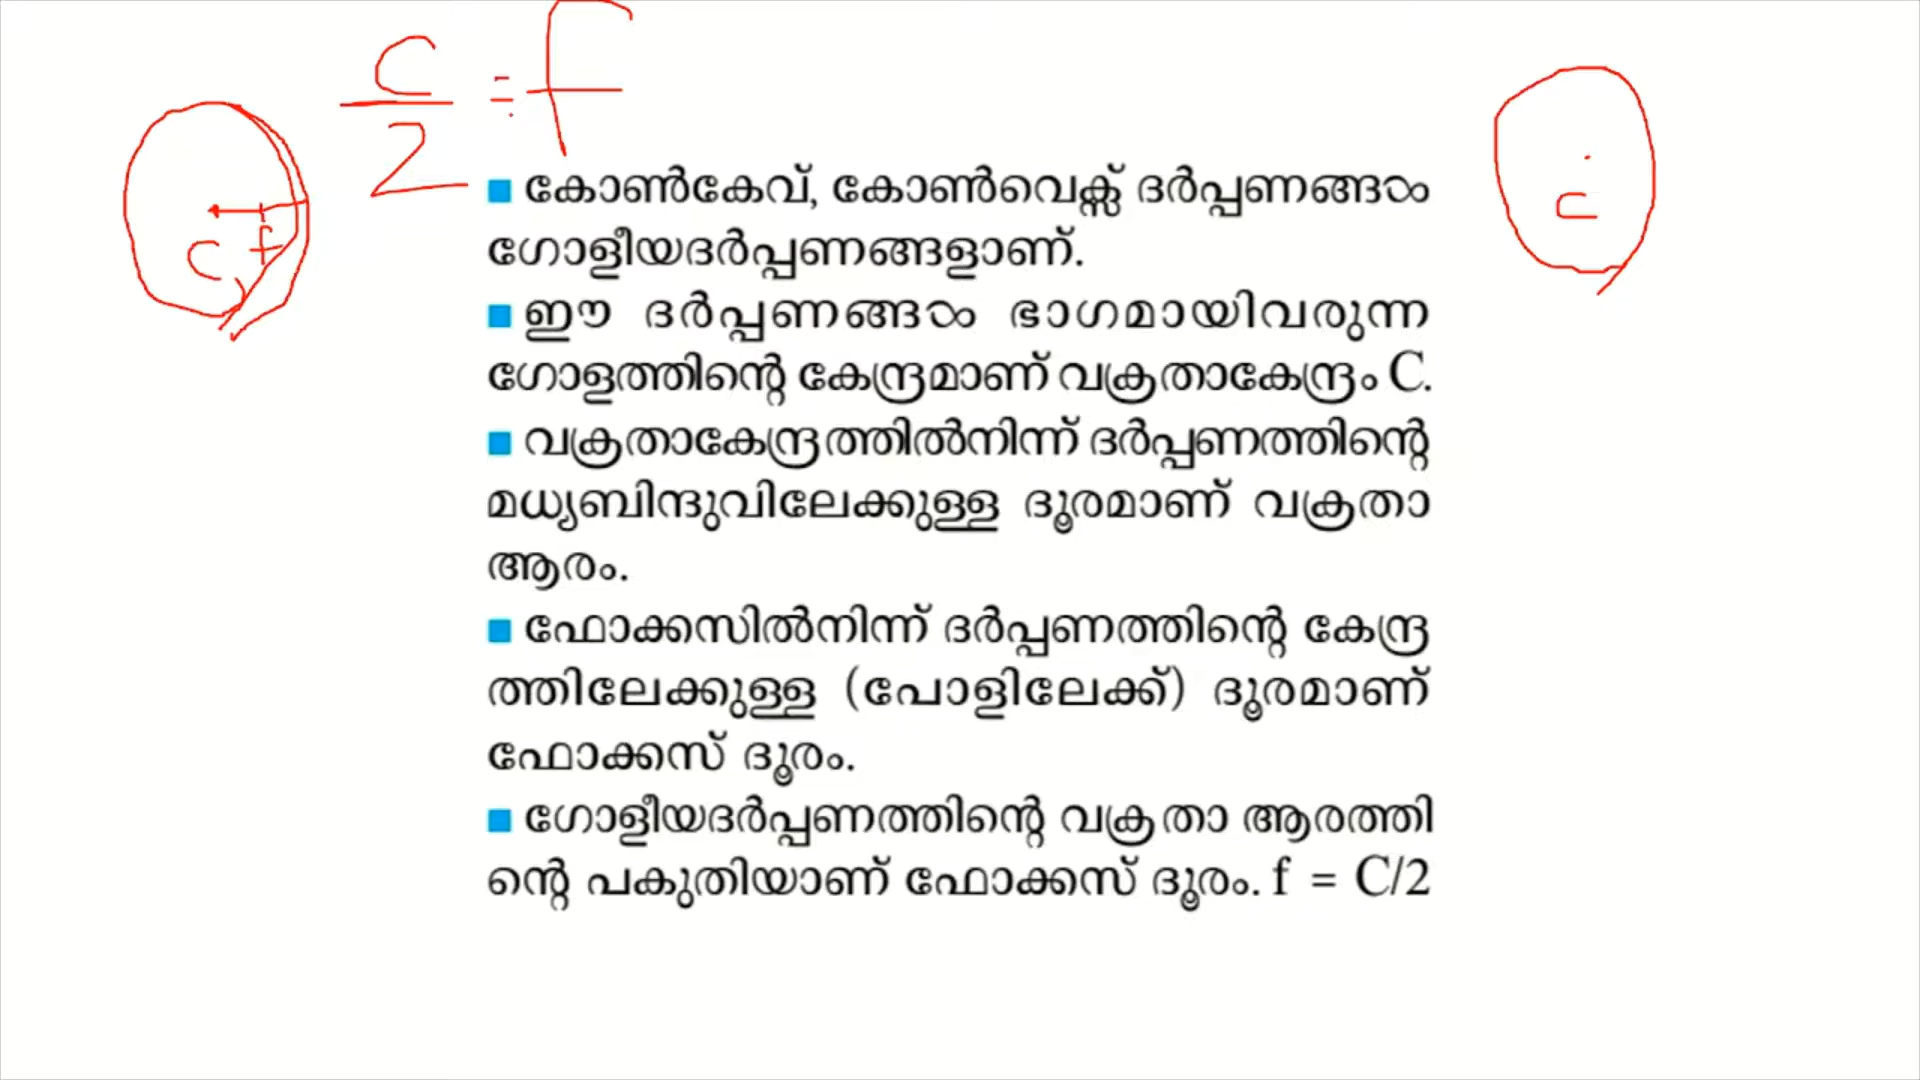 C/2 = f
C f
C
■ കോൺകേവ്, കോൺവെക്സ് ദർപ്പണങ്ങൾ
ഗോളീയദർപ്പണങ്ങളാണ്.
■ ഈ ദർപ്പണങ്ങൾ ഭാഗമായിവരുന്ന
ഗോളത്തിന്റെ കേന്ദ്രമാണ് വക്രതാകേന്ദ്രം C.
■ വക്രതാകേന്ദ്രത്തിൽനിന്ന് ദർപ്പണത്തിന്റെ
മധ്യബിന്ദുവിലേക്കുള്ള ദൂരമാണ് വക്രതാ
ആരം.
■ ഫോക്കസിൽനിന്ന് ദർപ്പണത്തിന്റെ കേന്ദ്ര
ത്തിലേക്കുള്ള (പോളിലേക്ക്) ദൂരമാണ്
ഫോക്കസ് ദൂരം.
■ ഗോളീയദർപ്പണത്തിന്റെ വക്രതാ ആരത്തി
ന്റെ പകുതിയാണ് ഫോക്കസ് ദൂരം. f = C/2